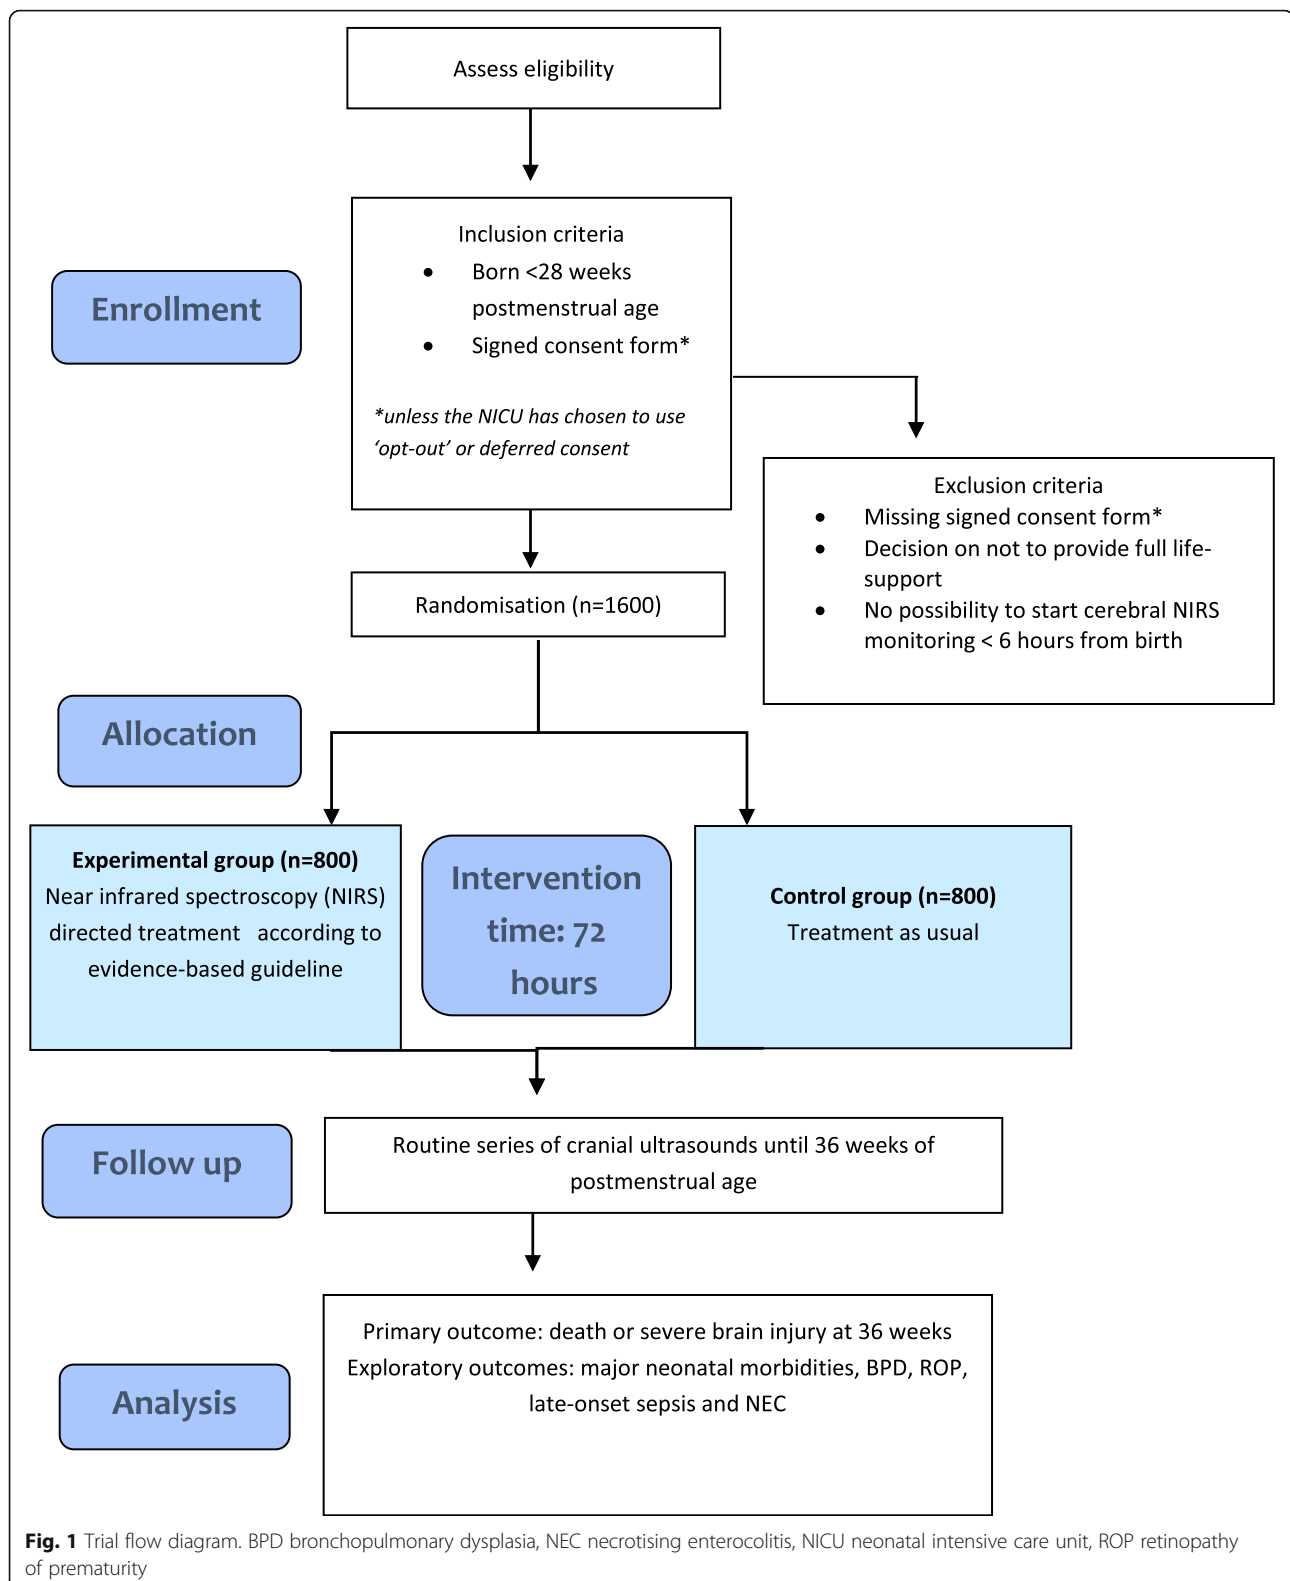 Assess eligibility
Inclusion criteria
• Born <28 weeks
postmenstrual age
• Signed consent form*
*unless the NICU has chosen to use
‘opt-out’ or deferred consent
Enrollment
Exclusion criteria
• Missing signed consent form*
• Decision on not to provide full life-
support
• No possibility to start cerebral NIRS
monitoring < 6 hours from birth
Randomisation (n=1600)
Allocation
Experimental group (n=800)
Near infrared spectroscopy (NIRS)
directed treatment according to
evidence-based guideline
Intervention
time: 72
hours
Control group (n=800)
Treatment as usual
Follow up
Routine series of cranial ultrasounds until 36 weeks of
postmenstrual age
Analysis
Primary outcome: death or severe brain injury at 36 weeks
Exploratory outcomes: major neonatal morbidities, BPD, ROP,
late-onset sepsis and NEC
Fig. 1 Trial flow diagram. BPD bronchopulmonary dysplasia, NEC necrotising enterocolitis, NICU neonatal intensive care unit, ROP retinopathy
of prematurity